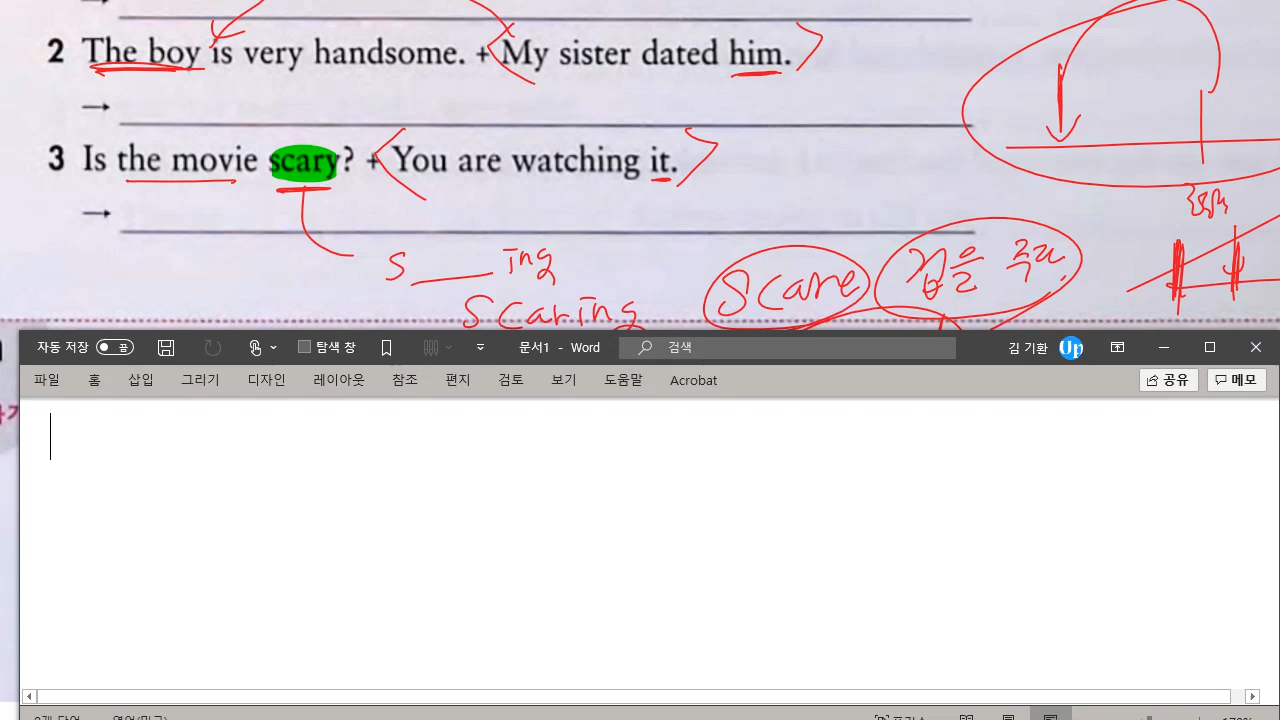 2 The boy is very handsome. + My sister dated him.
→
3 Is the movie scary? + You are watching it.
→
S ing
Scaring
Scare
겁을 주다
자동 저장 끔 탐색 창 문서1 - Word 검색 김 기환 Up
파일 홈 삽입 그리기 디자인 레이아웃 참조 편지 검토 보기 도움말 Acrobat 공유 메모